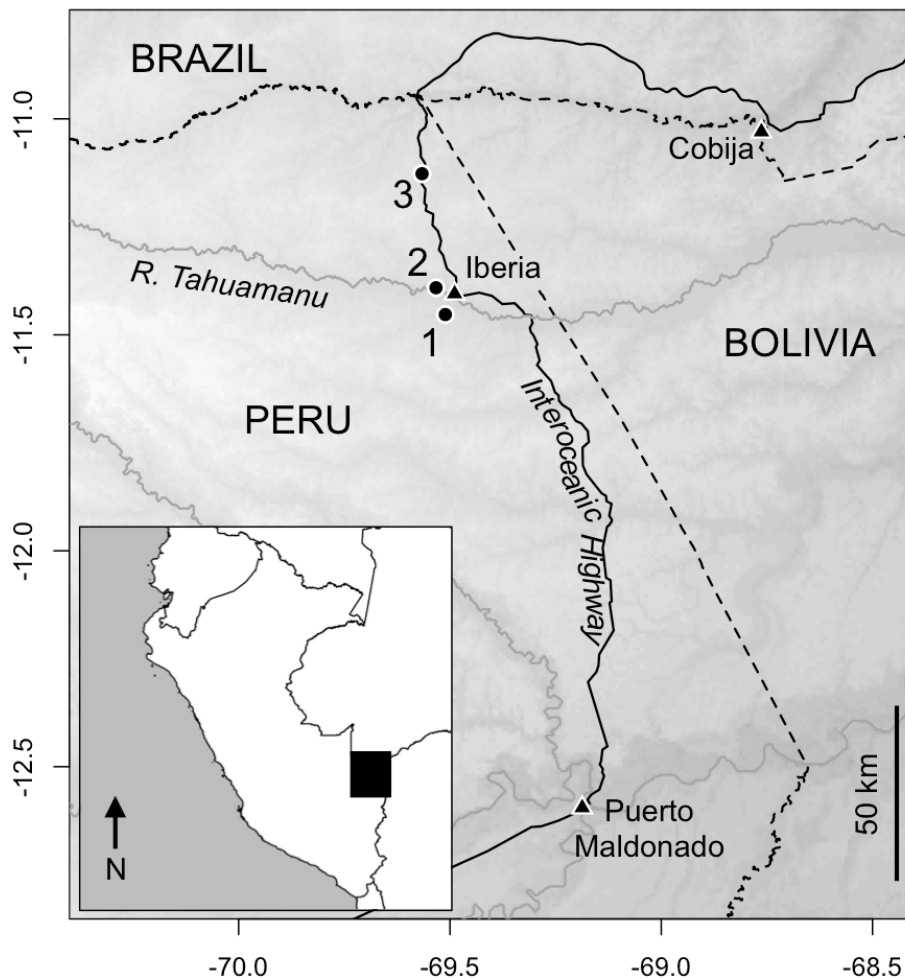 BRAZIL
-11.0
Cobija
3
2
Iberia
R. Tahuamanu
1
-11.5
BOLIVIA
PERU
Interoceanic Highway
-12.0
-12.5
50 km
Puerto
Maldonado
N
-70.0
-69.5
-69.0
-68.5